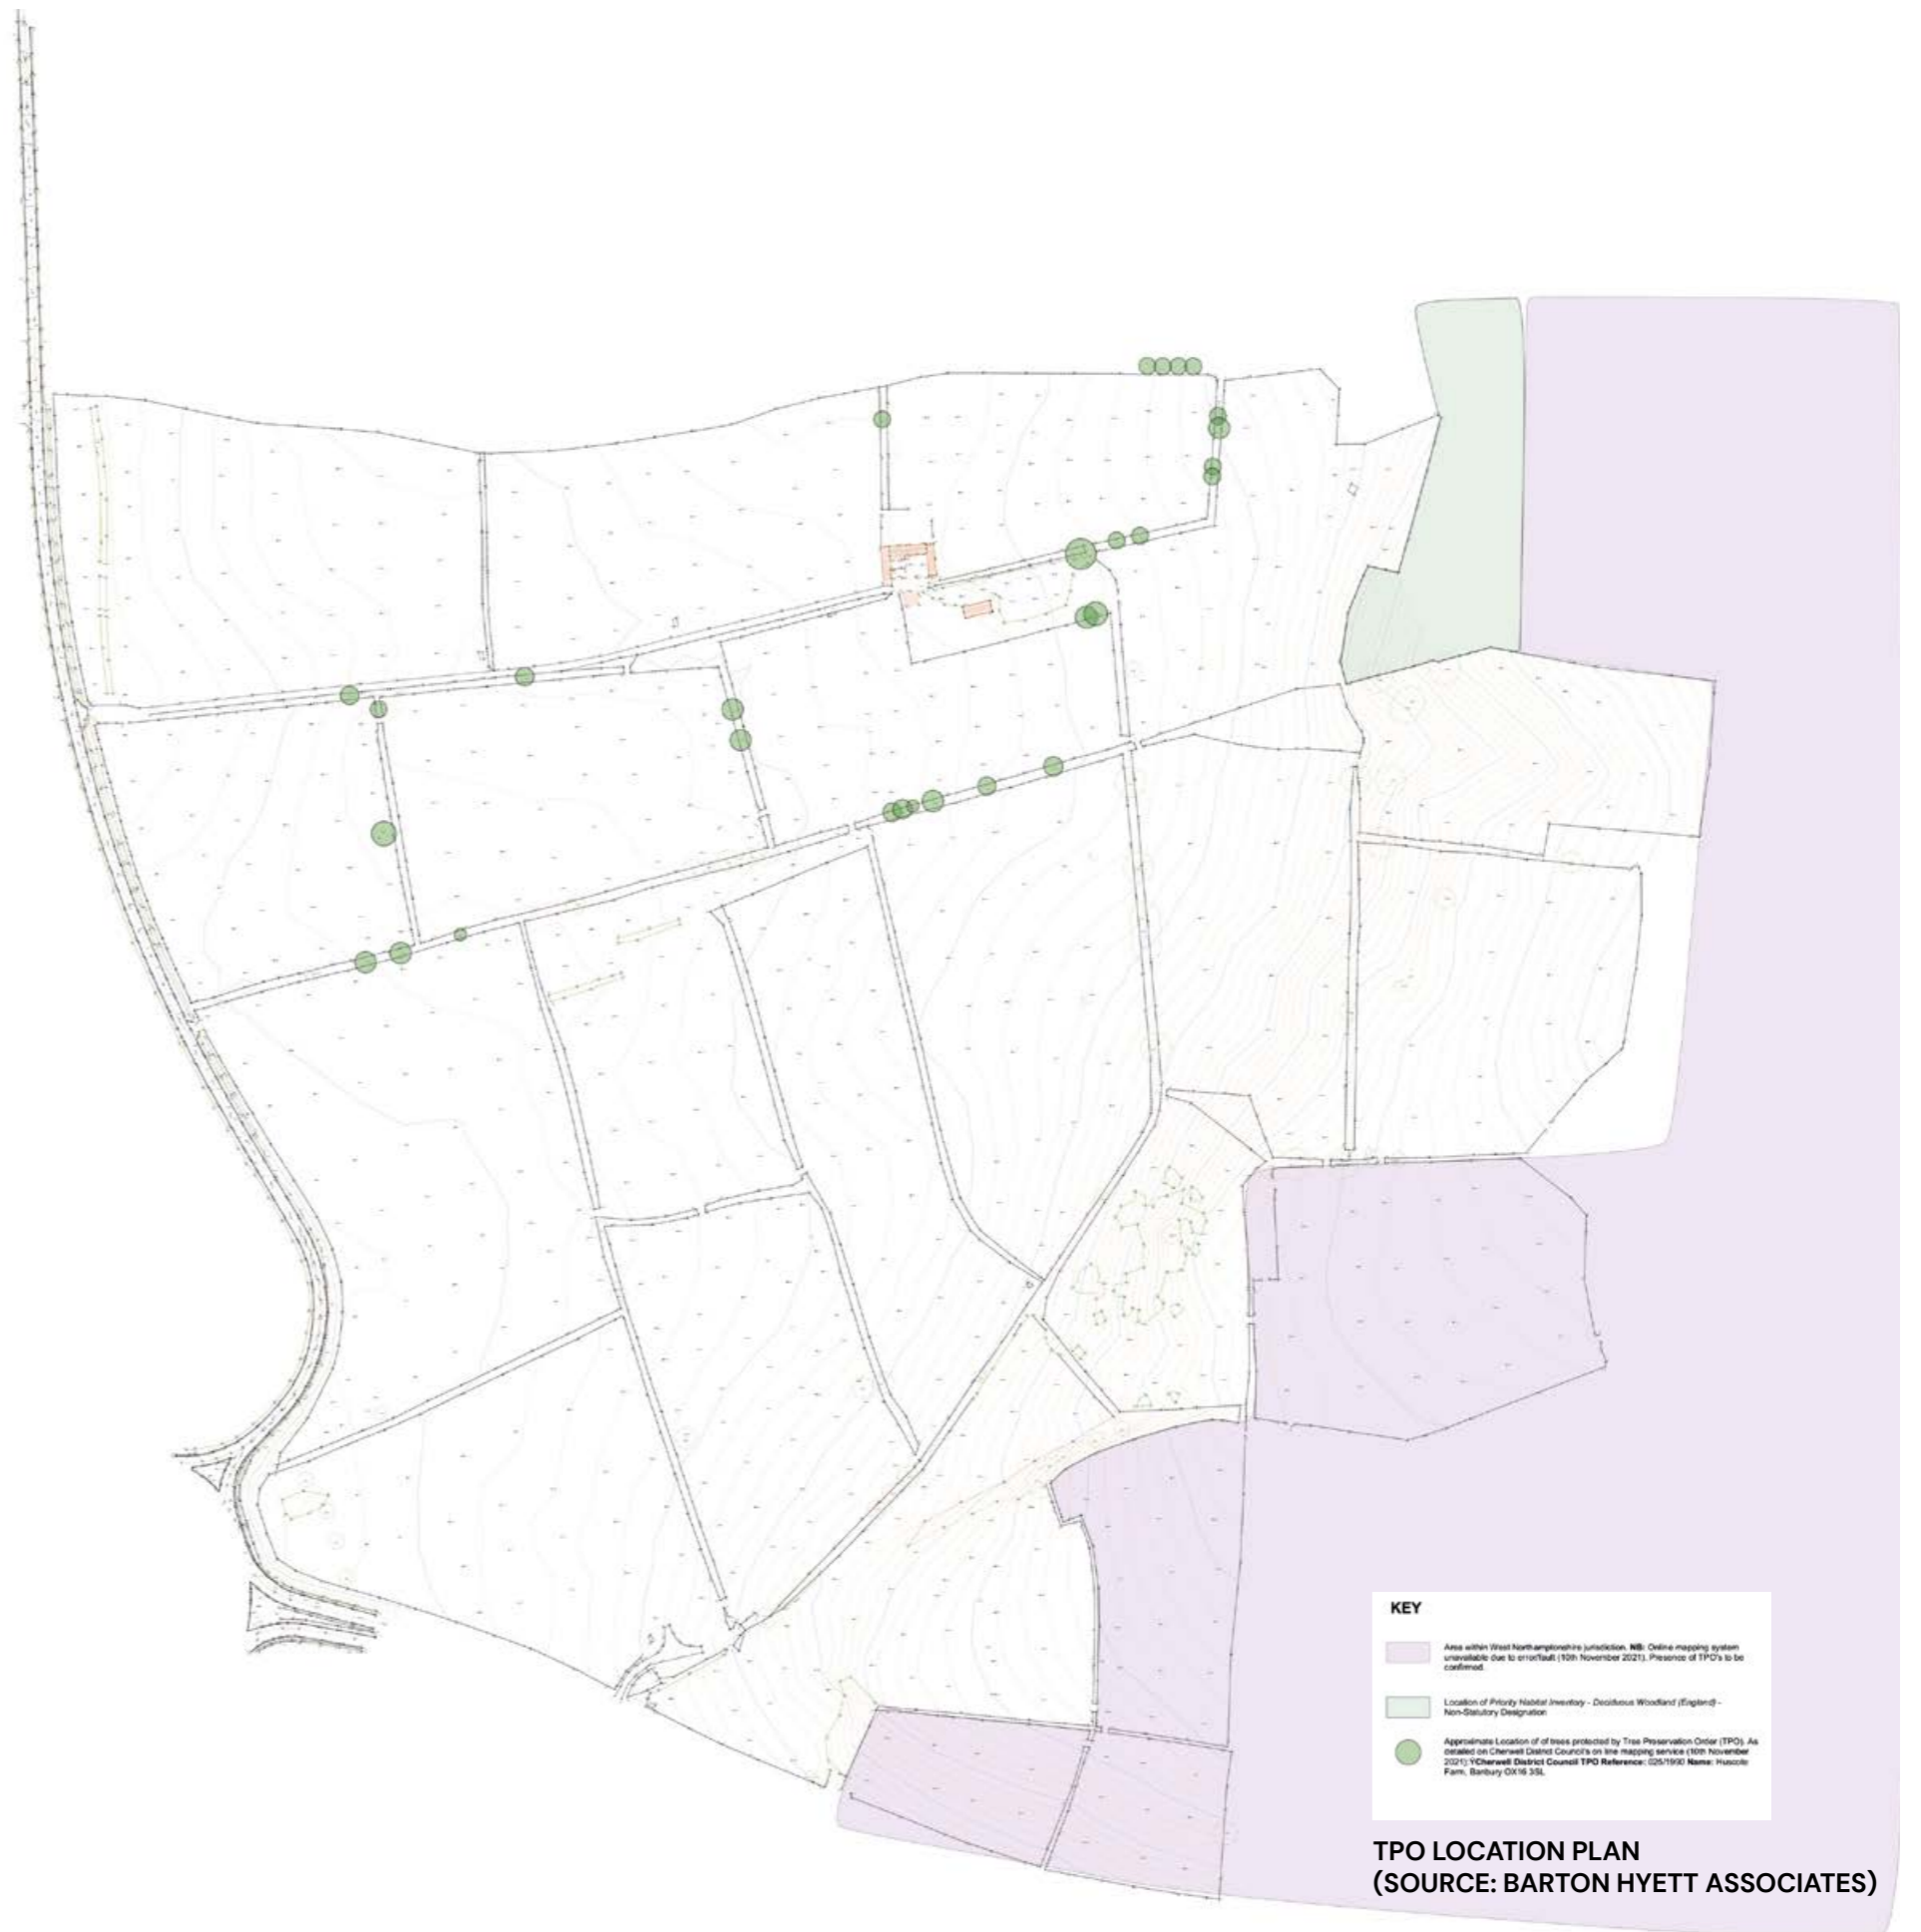 KEY
Area within West Northamptonshire jurisdiction. NB: Online mapping system
unavailable due to error/fault (10th November 2021). Presence of TPO's to be
confirmed.
Location of Priority Habitat Inventory - Deciduous Woodland (England) -
Non-Statutory Designation
Approximate Location of of trees protected by Tree Preservation Order (TPO). As
detailed on Cherwell District Council's on line mapping service (10th November
2021). Cherwell District Council TPO Reference: 025/1990 Name: Huscote
Farm, Banbury OX16 3SL
TPO LOCATION PLAN
(SOURCE: BARTON HYETT ASSOCIATES)